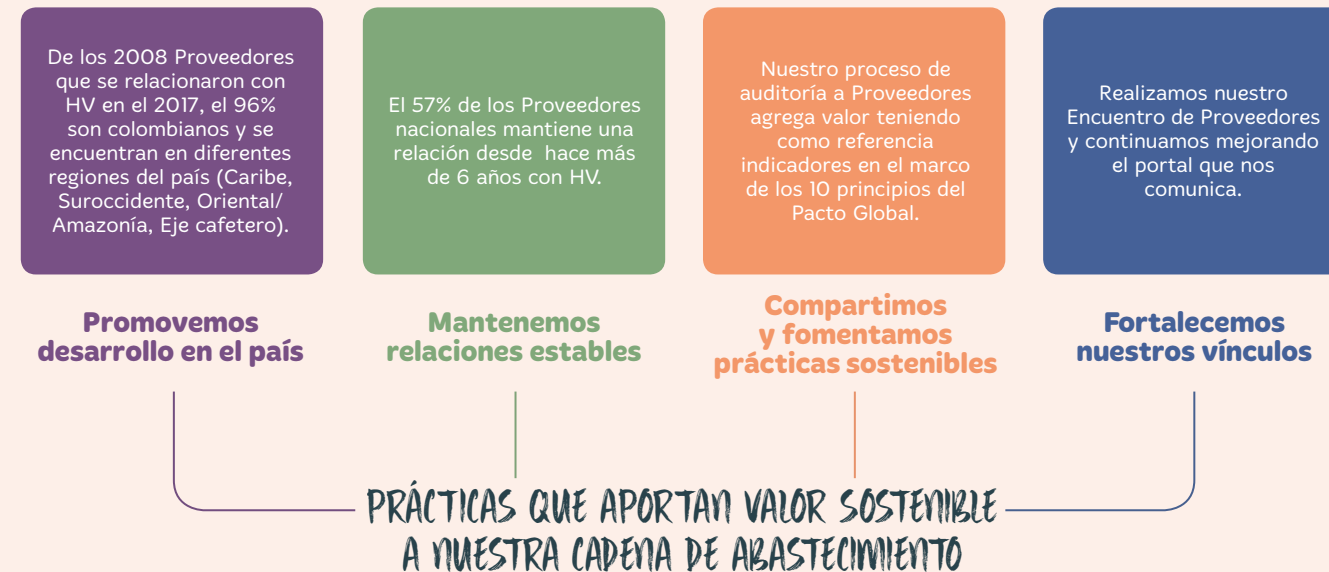 De los 2008 Proveedores
que se relacionaron con
HV en el 2017, el 96%
son colombianos y se
encuentran en diferentes
regiones del país (Caribe,
Suroccidente, Oriental/
Amazonía, Eje cafetero).
El 57% de los Proveedores
nacionales mantiene una
relación desde hace más
de 6 años con HV.
Nuestro proceso de
auditoría a Proveedores
agrega valor teniendo
como referencia
indicadores en el marco
de los 10 principios del
Pacto Global.
Realizamos nuestro
Encuentro de Proveedores
y continuamos mejorando
el portal que nos
comunica.
Promovemos
desarrollo en el país
Mantenemos
relaciones estables
Compartimos
y fomentamos
prácticas sostenibles
Fortalecemos
nuestros vínculos
PRÁCTICAS QUE APORTAN VALOR SOSTENIBLE
A NUESTRA CADENA DE ABASTECIMIENTO